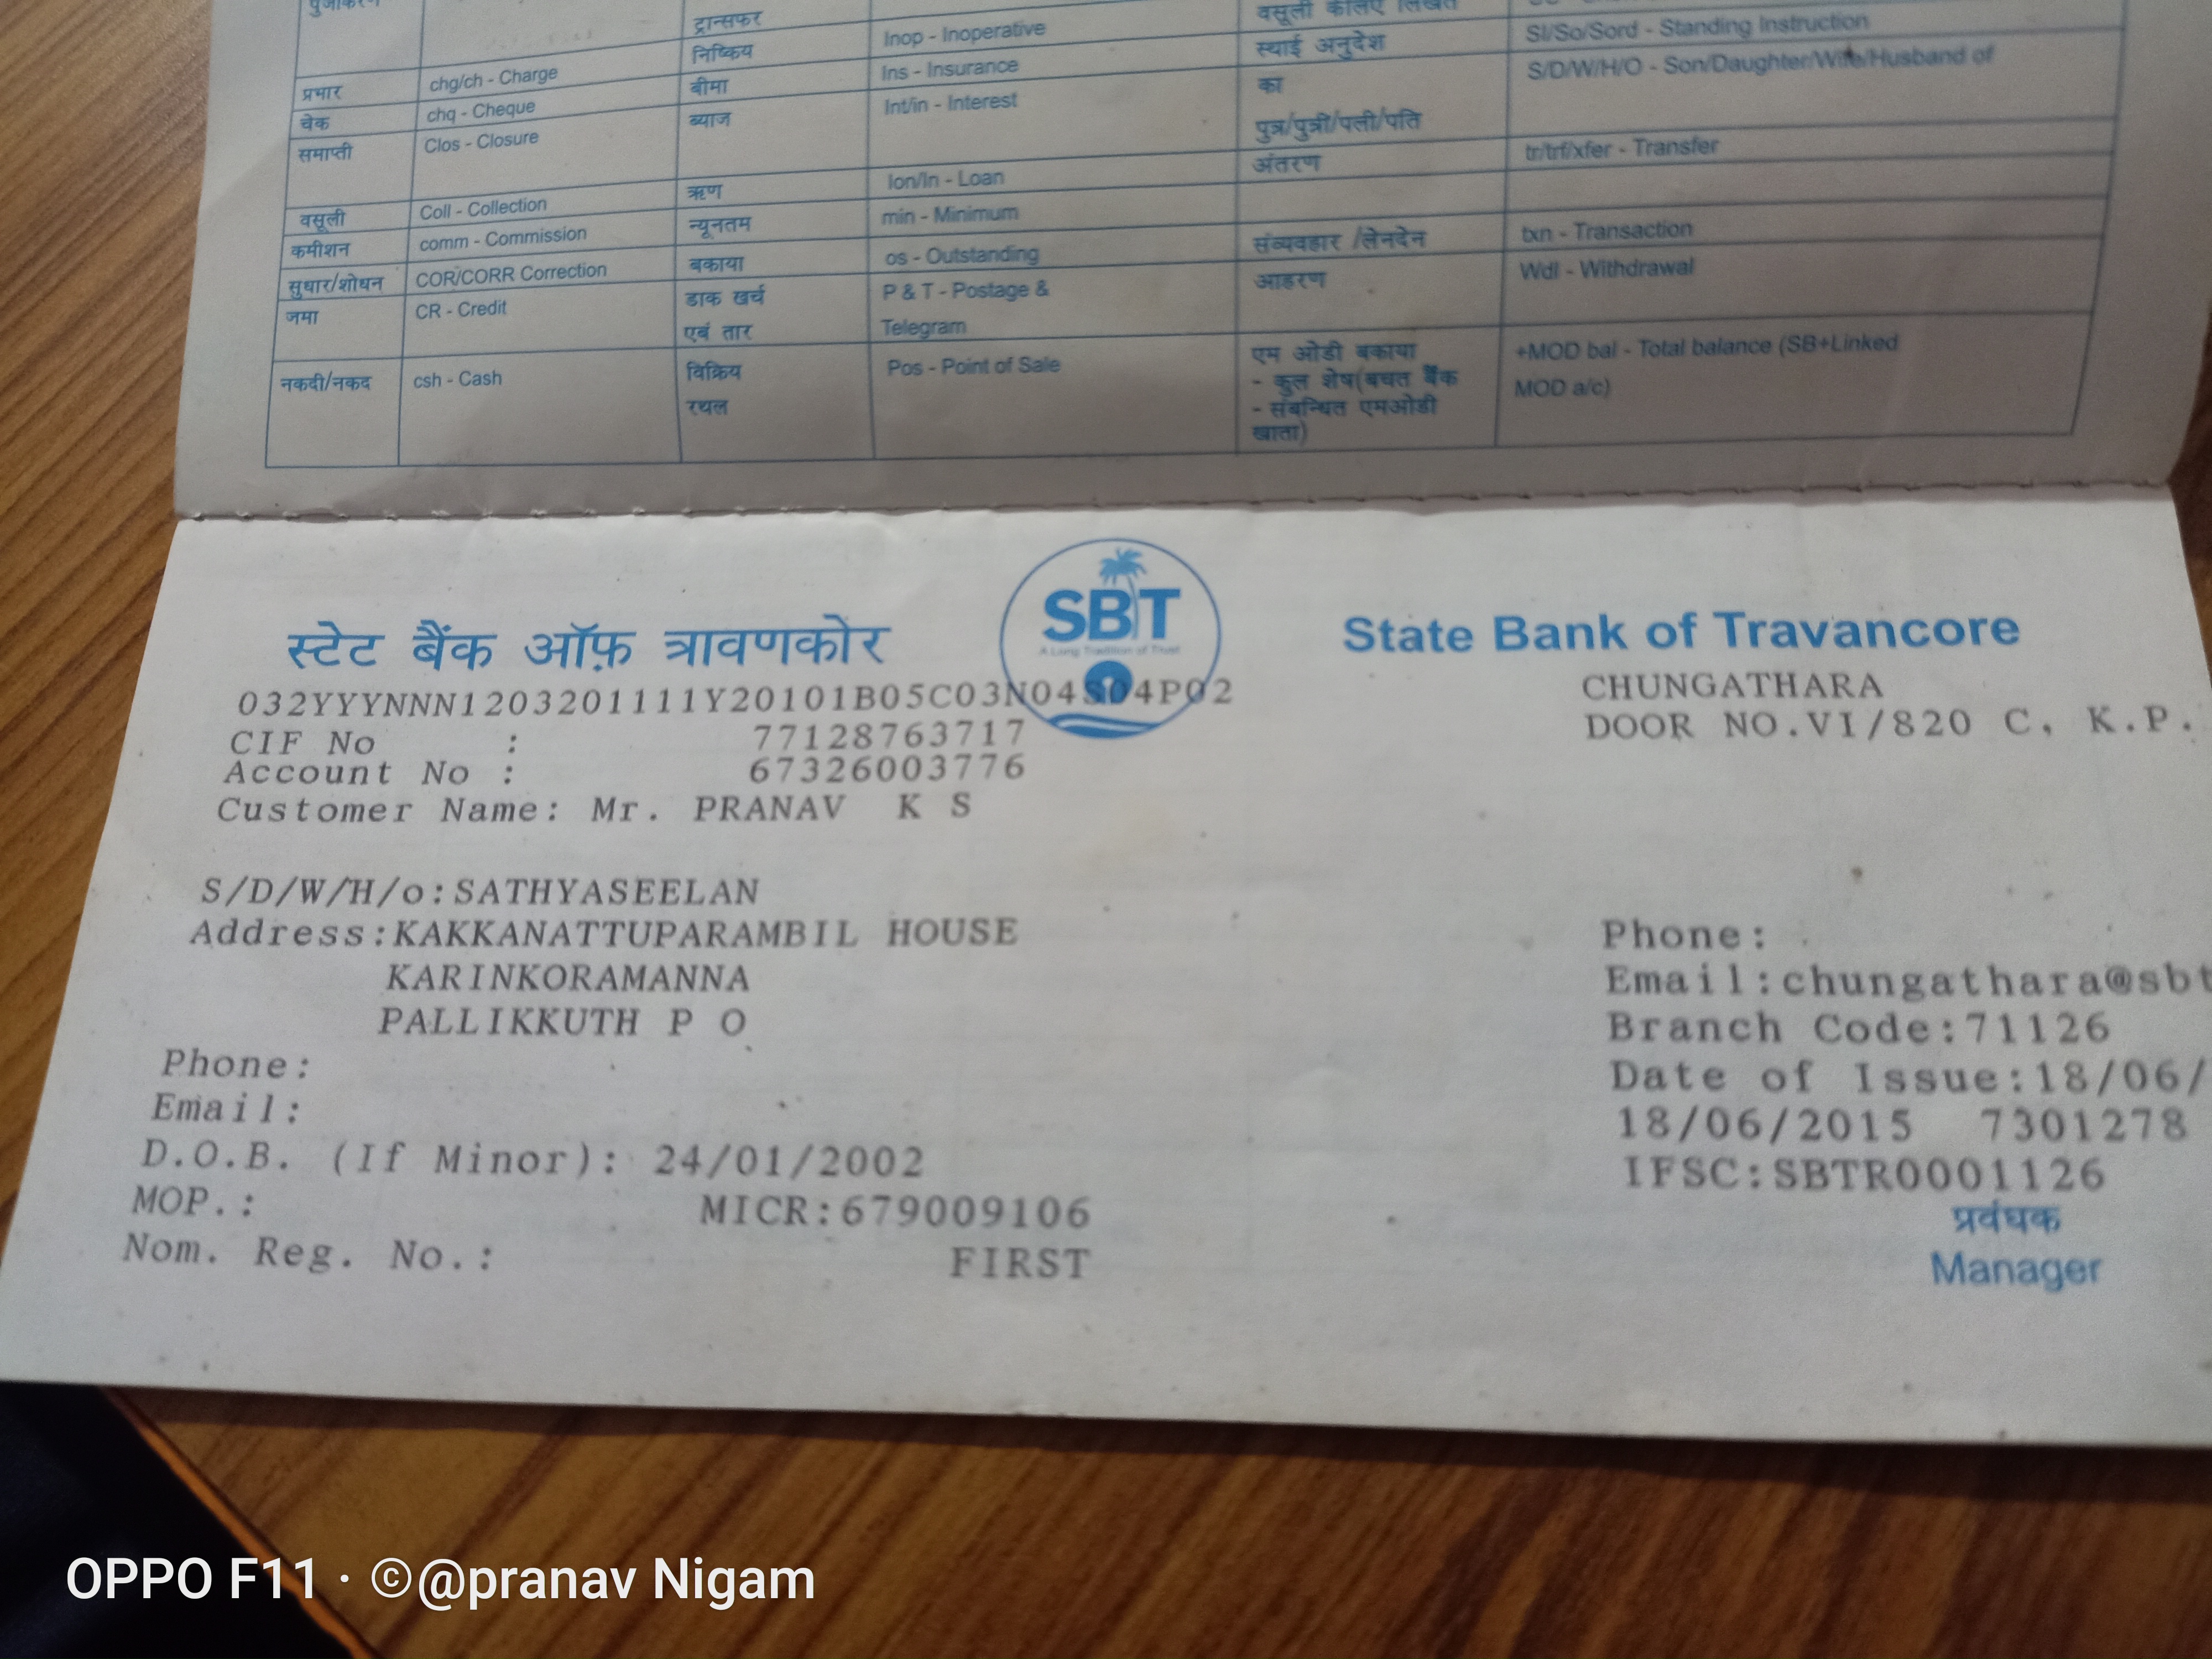 ट्रान्सफर
निष्क्रिय Inop - Inoperative स्थाई अनुदेश SI/So/Sord - Standing Instruction
प्रभार chg/ch - Charge बीमा Ins - Insurance का S/D/W/H/O - Son/Daughter/Wife/Husband of
चेक chq - Cheque ब्याज Int/in - Interest पुत्र/पुत्री/पत्नी/पति
समाप्ती Clos - Closure अंतरण tr/trf/xfer - Transfer
वसूली Coll - Collection ऋण lon/ln - Loan
कमीशन comm - Commission न्यूनतम min - Minimum संव्यवहार /लेनदेन txn - Transaction
सुधार/शोधन COR/CORR Correction बकाया os - Outstanding आहरण Wdl - Withdrawal
जमा CR - Credit डाक खर्च P & T - Postage &
एवं तार Telegram
नकदी/नकद csh - Cash विक्रिय Pos - Point of Sale एम ओडी बकाया +MOD bal - Total balance (SB+Linked
रथल - कुल शेष(बचत बैंक MOD a/c)
- संबन्धित एमओडी
खाता)
स्टेट बैंक ऑफ़ त्रावणकोर SBT State Bank of Travancore
A Long Tradition of Trust
032YYYNNN1203201111Y20101B05C03N04S04P02 CHUNGATHARA
CIF No : 77128763717 DOOR NO.VI/820 C, K.P.
Account No : 67326003776
Customer Name: Mr. PRANAV K S
S/D/W/H/o:SATHYASEELAN
Address:KAKKANATTUPARAMBIL HOUSE Phone:
KARINKORAMANNA Email:chungathara@sbt
PALLIKKUTH P O Branch Code:71126
Phone: Date of Issue:18/06/
Email: 18/06/2015 7301278
D.O.B. (If Minor): 24/01/2002 IFSC:SBTR0001126
MOP.: MICR:679009106 प्रबंधक
Nom. Reg. No.: FIRST Manager
OPPO F11 · ©@pranav Nigam